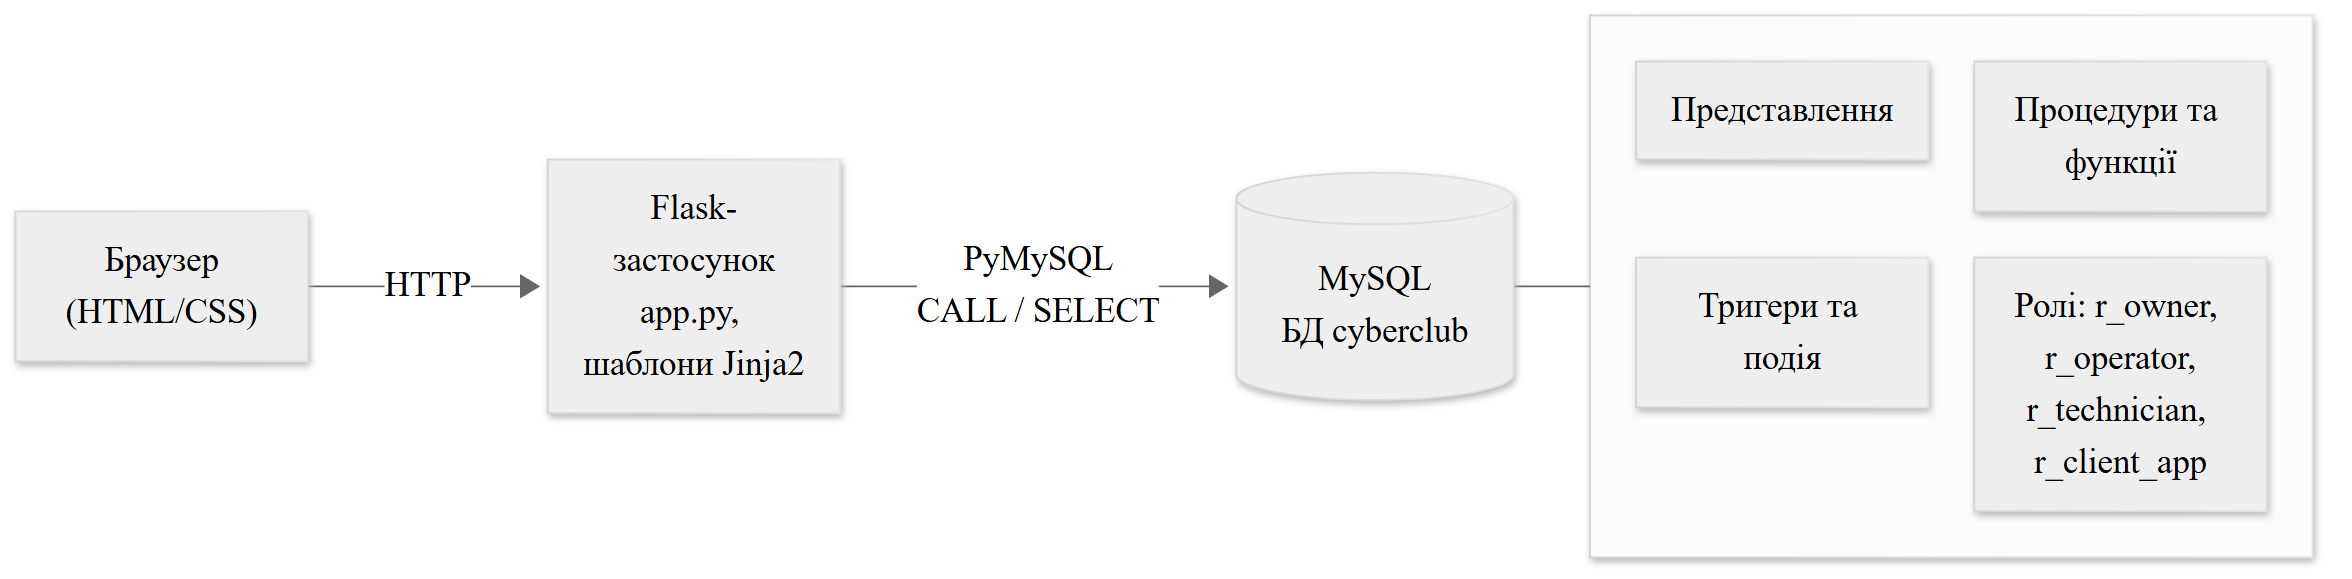 Браузер
(HTML/CSS)
HTTP
Flask-
застосунок
app.py,
шаблони Jinja2
PyMySQL
CALL / SELECT
MySQL
БД cyberclub
Представлення
Процедури та
функції
Тригери та
подія
Ролі: r_owner,
r_operator,
r_technician,
r_client_app